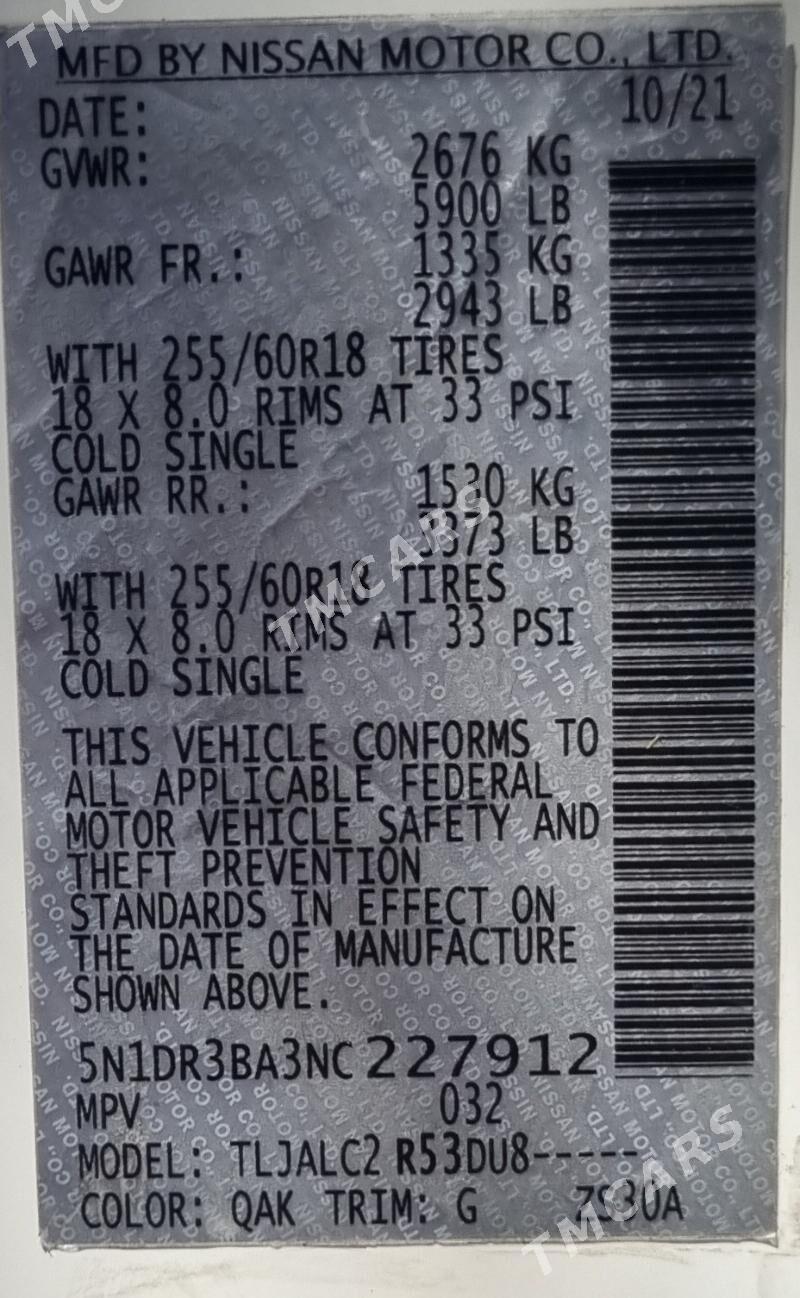 MFD BY NISSAN MOTOR CO., LTD.
DATE: 10/21
GVWR: 2676 KG
5900 LB
GAWR FR.: 1335 KG
2943 LB
WITH 255/60R18 TIRES
18 X 8.0 RIMS AT 33 PSI
COLD SINGLE
GAWR RR.: 1530 KG
3373 LB
WITH 255/60R18 TIRES
18 X 8.0 RIMS AT 33 PSI
COLD SINGLE
THIS VEHICLE CONFORMS TO
ALL APPLICABLE FEDERAL
MOTOR VEHICLE SAFETY AND
THEFT PREVENTION
STANDARDS IN EFFECT ON
THE DATE OF MANUFACTURE
SHOWN ABOVE.
5N1DR3BA3NC227912
MPV 032
MODEL: TLJALC2 R53DU8-----
COLOR: QAK TRIM: G ZS30A
TMCARS
TMCARS